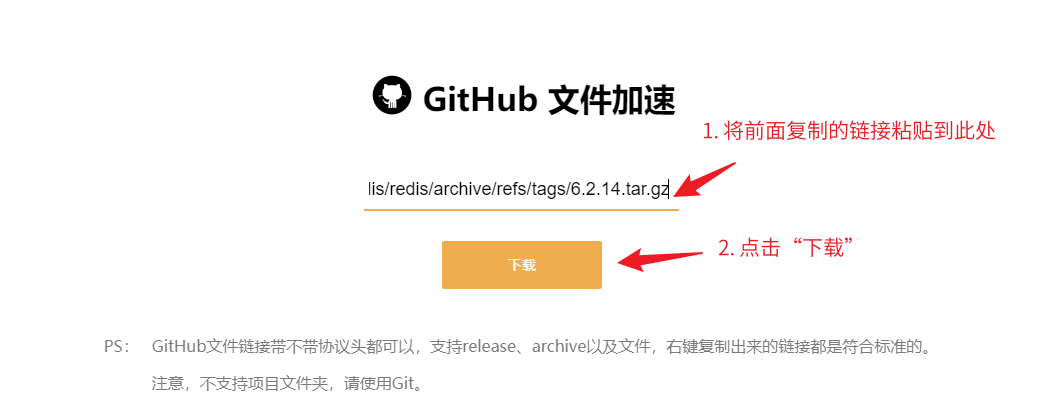 GitHub 文件加速
1. 将前面复制的链接粘贴到此处
lis/redis/archive/refs/tags/6.2.14.tar.gz
2. 点击“下载”
下载
PS： GitHub文件链接带不带协议头都可以，支持release、archive以及文件，右键复制出来的链接都是符合标准的。
注意，不支持项目文件夹，请使用Git。